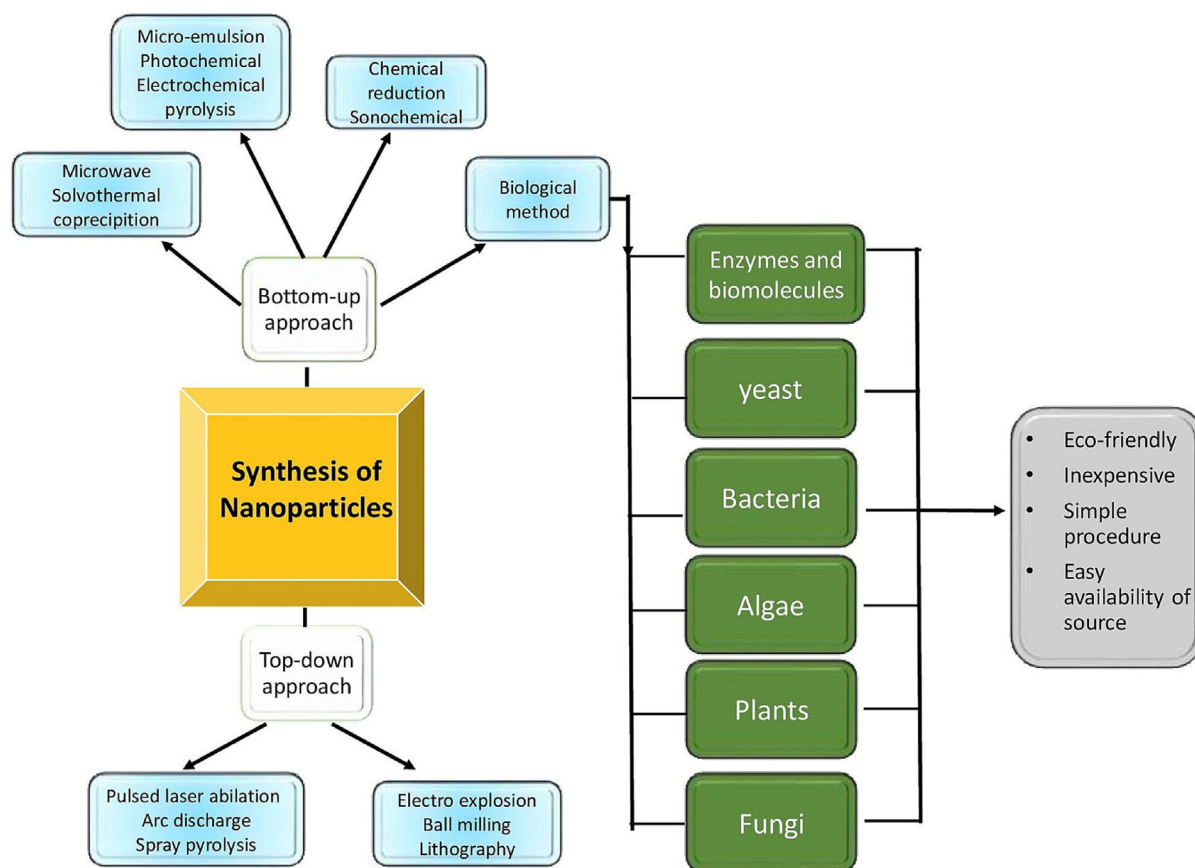 Micro-emulsion
Photochemical
Electrochemical
pyrolysis
Chemical
reduction
Sonochemical
Microwave
Solvothermal
coprecipition
Biological
method
Bottom-up
approach
Synthesis of
Nanoparticles
Top-down
approach
Pulsed laser abilation
Arc discharge
Spray pyrolysis
Electro explosion
Ball milling
Lithography
Enzymes and
biomolecules
yeast
Bacteria
Algae
Plants
Fungi
• Eco-friendly
• Inexpensive
• Simple
procedure
• Easy
availability of
source